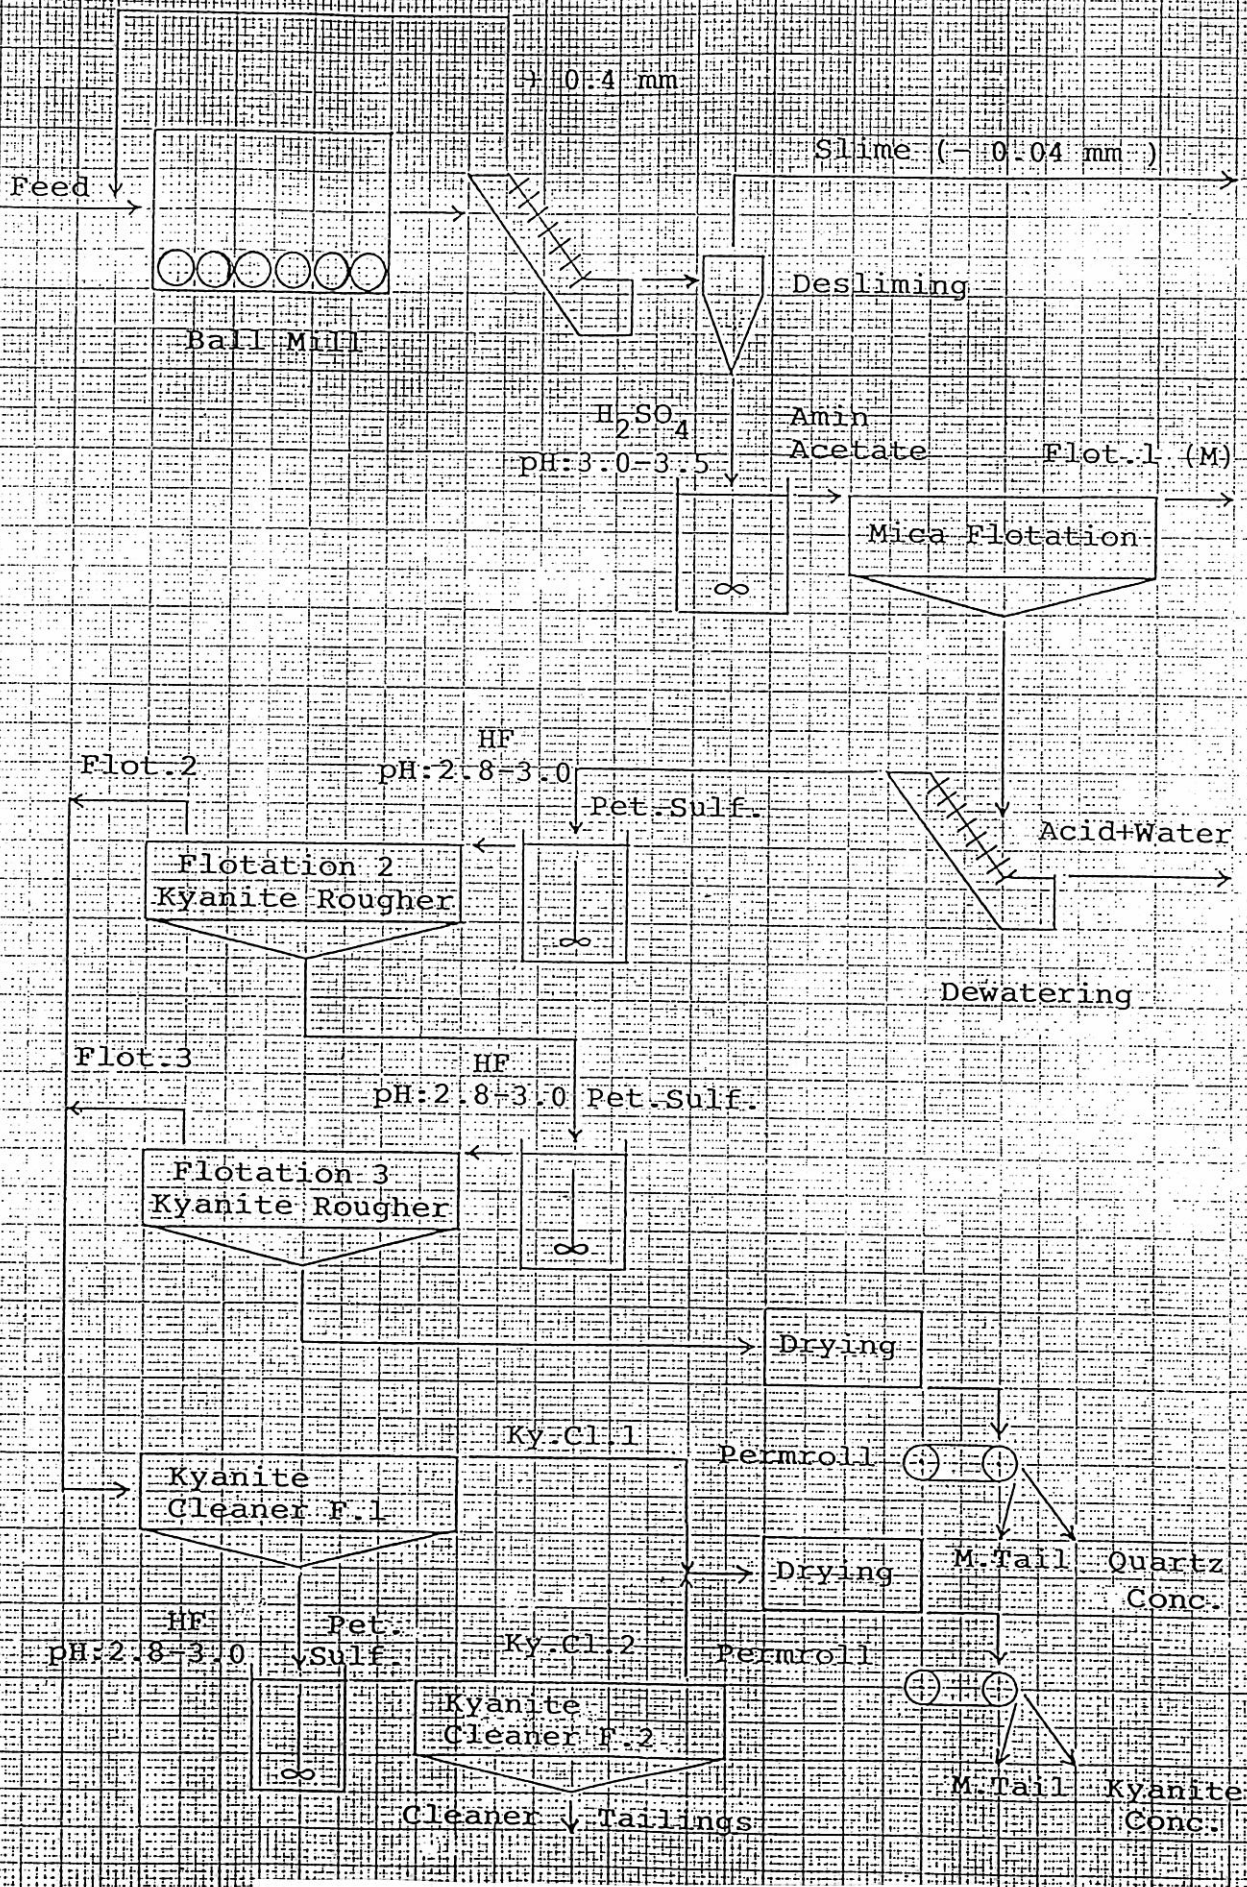 + 0.4 mm
Slime (- 0.04 mm )
Feed
Desliming
Ball Mill
H2SO4
pH:3.0-3.5
Amin
Acetate
Flot.1 (M)
Mica Flotation
HF
pH:2.8-3.0
Pet.Sulf.
Flot.2
Acid+Water
Flotation 2
Kyanite Rougher
Dewatering
Flot.3
HF
pH:2.8-3.0 Pet.Sulf.
Flotation 3
Kyanite Rougher
Drying
Ky.Cl.1
Permroll
Kyanite
Cleaner F.1
M.Tail
Quartz
Conc.
Drying
HF
pH:2.8-3.0
Pet.
Sulf.
Ky.Cl.2
Permroll
Kyanite
Cleaner F.2
M.Tail
Kyanite
Conc.
Cleaner Tailings